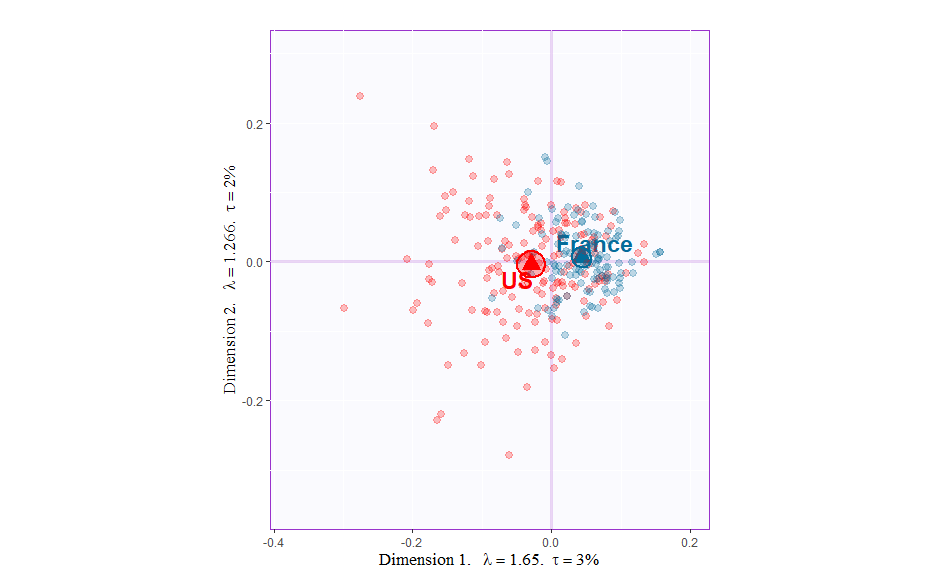 0.2
France
0.0
US
-0.2
Dimension 2. λ = 1.266. τ = 2%
-0.4 -0.2 0.0 0.2
Dimension 1. λ = 1.65. τ = 3%